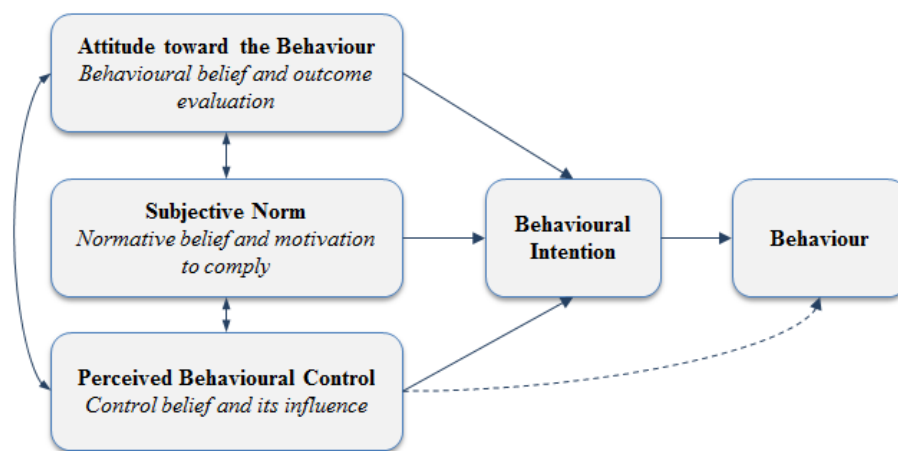 Attitude toward the Behaviour
Behavioural belief and outcome
evaluation
Subjective Norm
Normative belief and motivation
to comply
Perceived Behavioural Control
Control belief and its influence
Behavioural
Intention
Behaviour